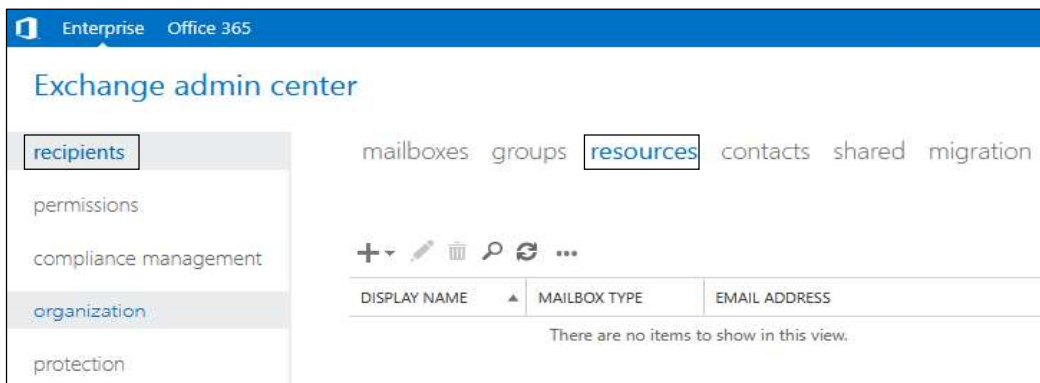 Enterprise Office 365
Exchange admin center
recipients
permissions
compliance management
organization
protection
mailboxes groups resources contacts shared migration
DISPLAY NAME MAILBOX TYPE EMAIL ADDRESS
There are no items to show in this view.